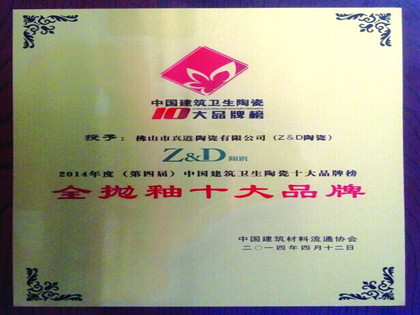 中国建筑卫生陶瓷
10大品牌榜
授予：佛山市真道陶瓷有限公司（Z&D陶瓷）
Z&D陶瓷
2014年度（第四届）中国建筑卫生陶瓷十大品牌榜
全抛釉十大品牌
中国建筑材料流通协会
二〇一四年四月十二日